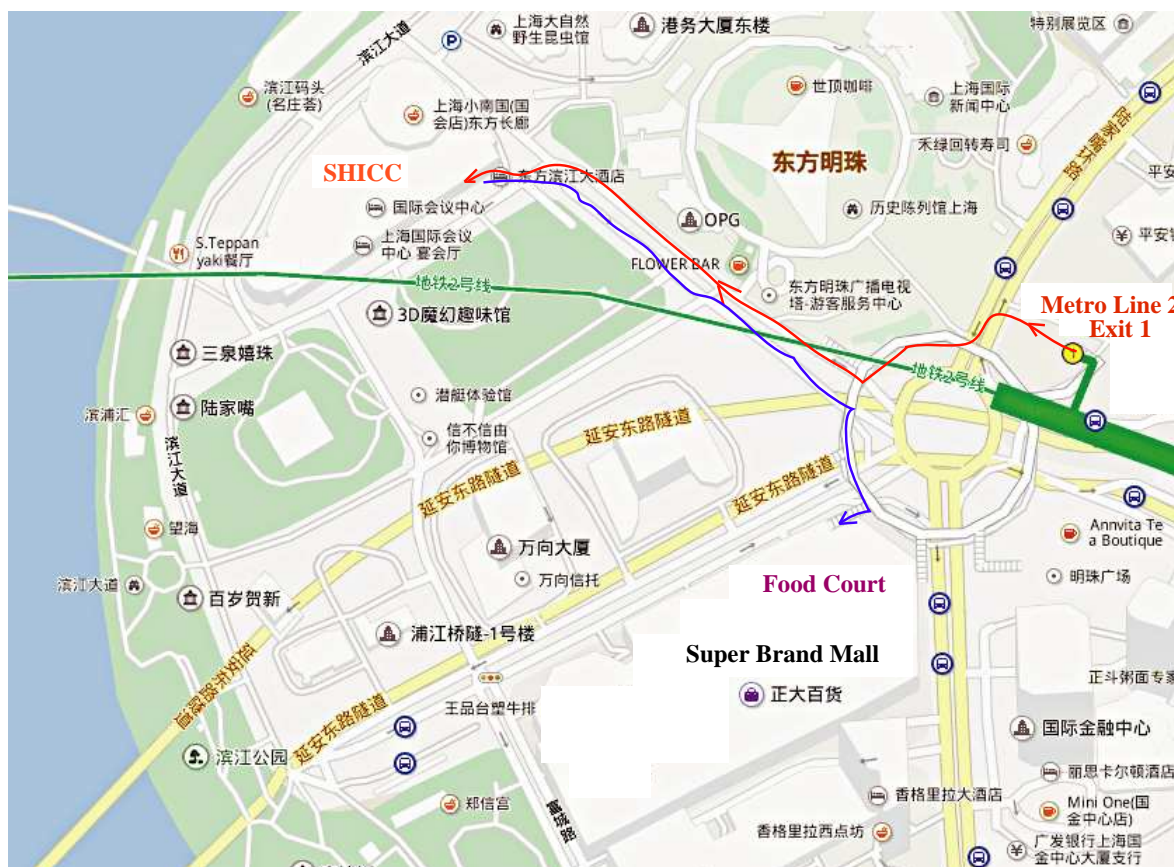 滨江大道
P
上海大自然
野生昆虫馆
港务大厦东楼
特别展览区
滨江码头
(名庄荟)
上海小南国(国
会店)东方长廊
世顶咖啡
上海国际
新闻中心
陆家嘴环路
禾绿回转寿司
东方明珠
SHICC
东方滨江大酒店
平安
国际会议中心
OPG
历史陈列馆上海
上海国际会议
中心 宴会厅
平安银
S.Teppan
yaki餐厅
FLOWER BAR
地铁2号线
东方明珠广播电视
塔-游客服务中心
3D魔幻趣味馆
Metro Line 2
Exit 1
三泉嬉珠
地铁2号线
潜艇体验馆
滨浦汇
陆家嘴
信不信由
你博物馆
延安东路隧道
滨江大道
延安东路隧道
延安东路隧道
望海
Annvita Te
a Boutique
万向大厦
滨江大道
万向信托
明珠广场
Food Court
百岁贺新
浦江桥隧-1号楼
Super Brand Mall
延安东路隧道
正斗粥面专家
正大百货
王品台塑牛排
延安东路隧道
国际金融中心
滨江公园
丽思卡尔顿酒店
郑信宫
富城路
香格里拉大酒店
Mini One(国
金中心店)
香格里拉西点坊
广发银行上海国
金中心大厦支行